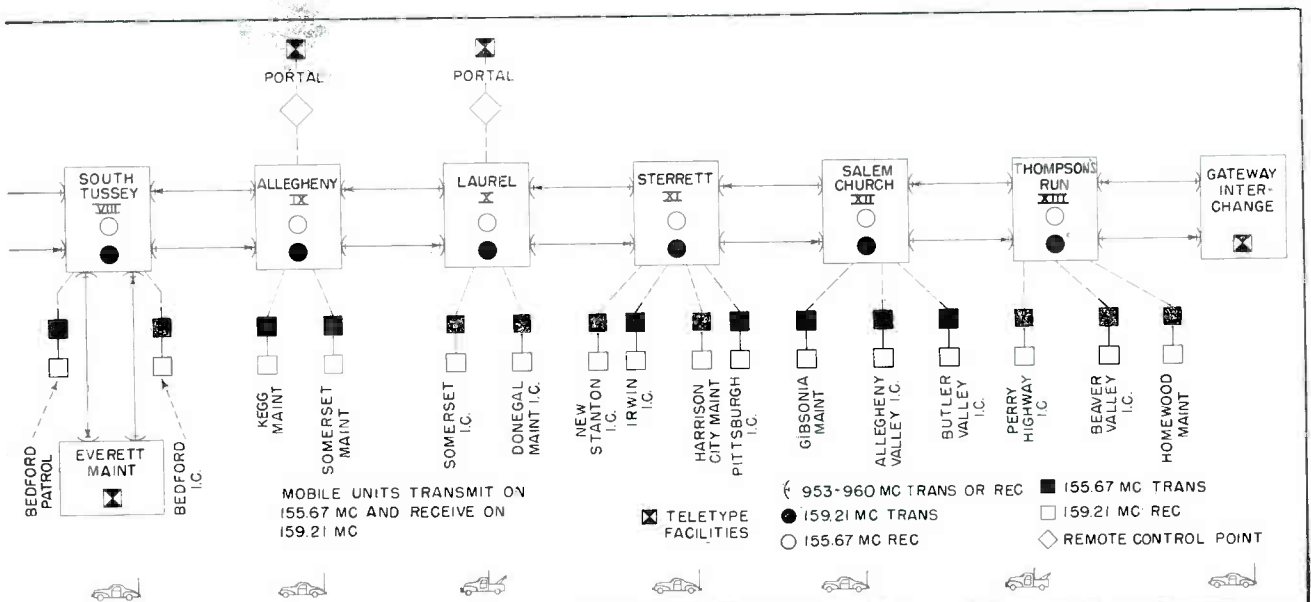 PORTAL
PORTAL
SOUTH
TUSSEY
VIII
ALLEGHENY
IX
LAUREL
X
STERRETT
XI
SALEM
CHURCH
XII
THOMPSON'S
RUN
XIII
GATEWAY
INTER-
CHANGE
BEDFORD
PATROL
EVERETT
MAINT
BEDFORD
I.C.
KEGG
MAINT
SOMERSET
MAINT
SOMERSET
I.C.
DONEGAL
MAINT I.C.
NEW
STANTON
I.C.
IRWIN
I.C.
HARRISON
CITY MAINT
PITTSBURGH
I.C.
GIBSONIA
MAINT
ALLEGHENY
VALLEY I.C.
BUTLER
VALLEY
I.C.
PERRY
HIGHWAY
I.C
BEAVER
VALLEY
I.C.
HOMEWOOD
MAINT
MOBILE UNITS TRANSMIT ON
155.67 MC AND RECEIVE ON
159.21 MC
TELETYPE
FACILITIES
953-960 MC TRANS OR REC
159.21 MC TRANS
155.67 MC REC
155.67 MC TRANS
159.21 MC REC
REMOTE CONTROL POINT